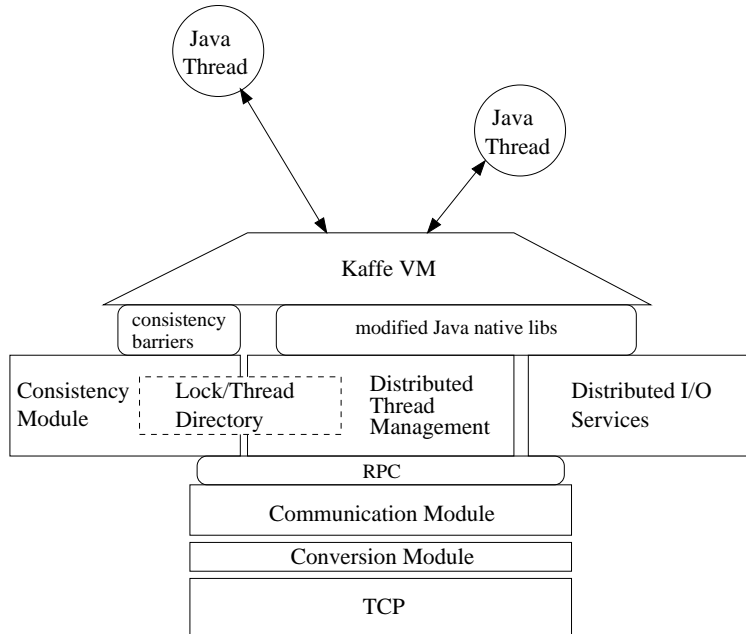 Java
Thread
Java
Thread
Kaffe VM
consistency
barriers
modified Java native libs
Consistency
Module
Lock/Thread
Directory
Distributed
Thread
Management
Distributed I/O
Services
RPC
Communication Module
Conversion Module
TCP